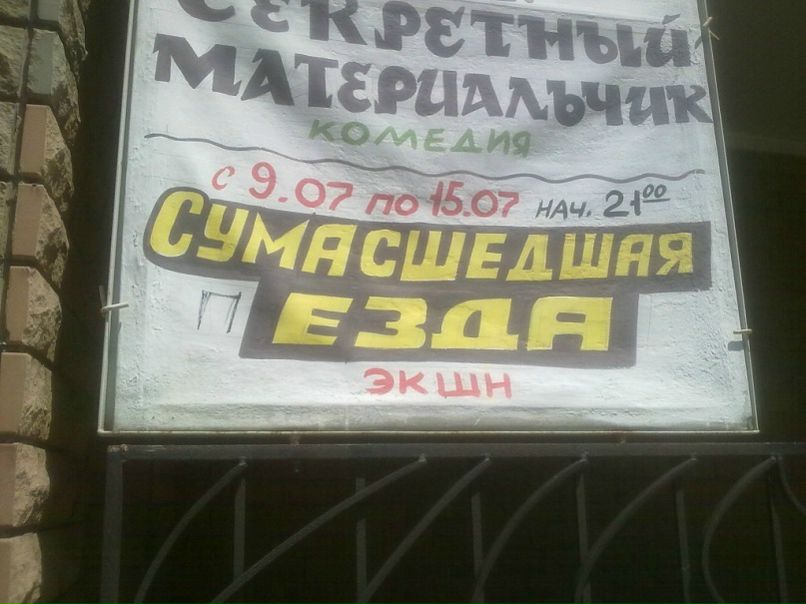 СЕКРЕТНЫЙ
МАТЕРИАЛЬЧИК
КОМЕДИЯ
С 9.07 ПО 15.07 НАЧ. 21⁰⁰
СУМАСШЕДШАЯ
П ЕЗДА
ЭКШН